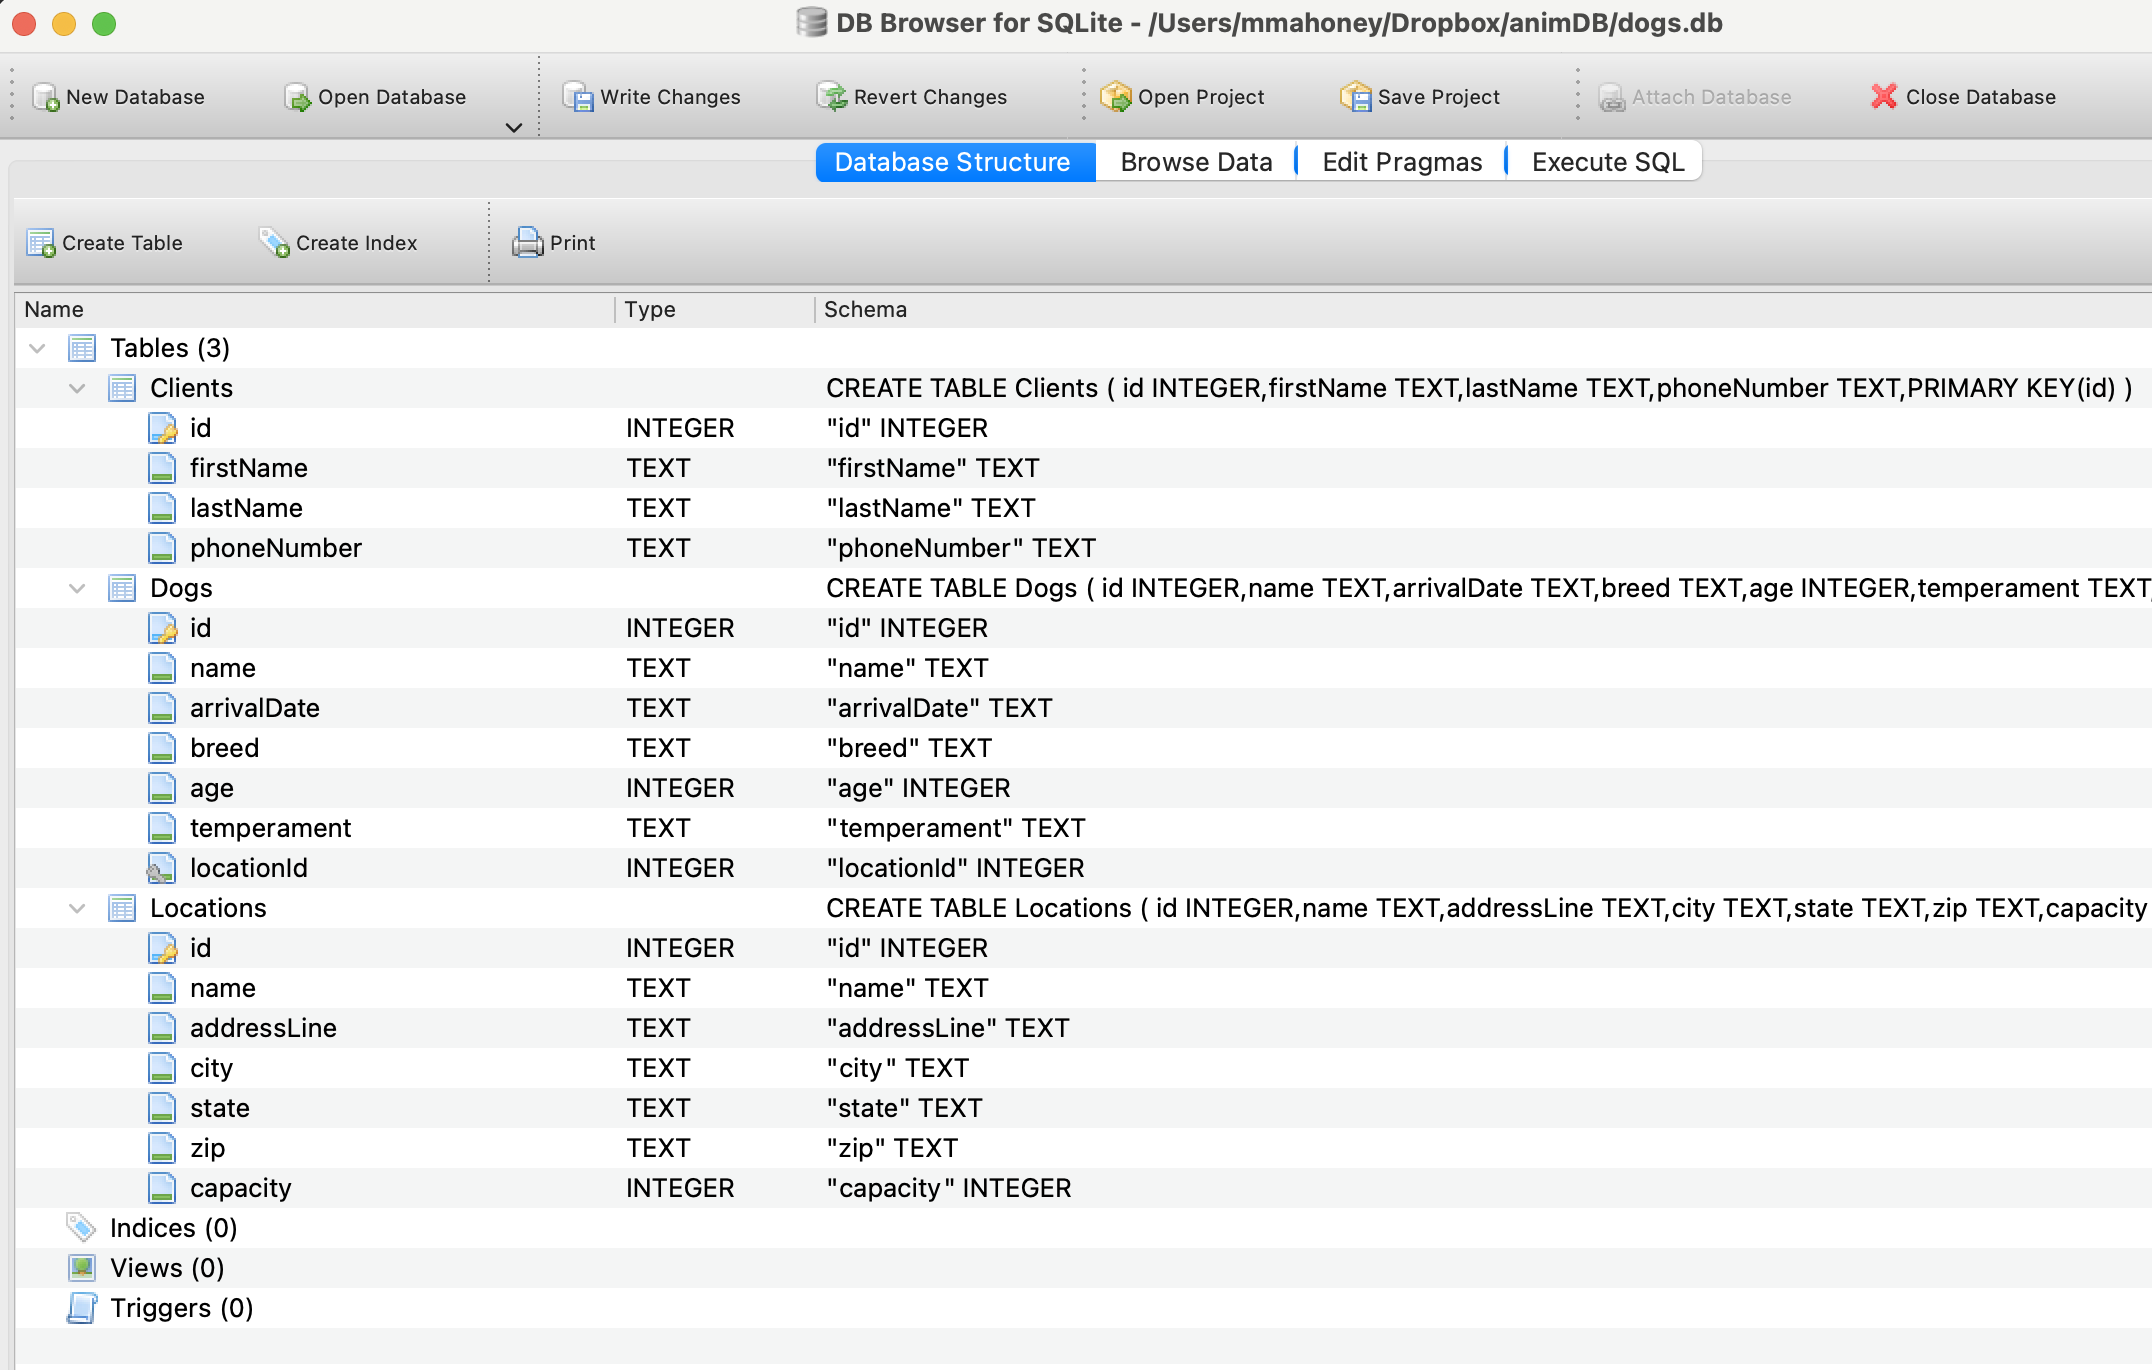 DB Browser for SQLite - /Users/mmahoney/Dropbox/animDB/dogs.db
New Database Open Database Write Changes Revert Changes Open Project Save Project Attach Database Close Database
Database Structure Browse Data Edit Pragmas Execute SQL
Create Table Create Index Print
Name Type Schema
Tables (3)
Clients CREATE TABLE Clients ( id INTEGER,firstName TEXT,lastName TEXT,phoneNumber TEXT,PRIMARY KEY(id) )
id INTEGER "id" INTEGER
firstName TEXT "firstName" TEXT
lastName TEXT "lastName" TEXT
phoneNumber TEXT "phoneNumber" TEXT
Dogs CREATE TABLE Dogs ( id INTEGER,name TEXT,arrivalDate TEXT,breed TEXT,age INTEGER,temperament TEXT,
id INTEGER "id" INTEGER
name TEXT "name" TEXT
arrivalDate TEXT "arrivalDate" TEXT
breed TEXT "breed" TEXT
age INTEGER "age" INTEGER
temperament TEXT "temperament" TEXT
locationId INTEGER "locationId" INTEGER
Locations CREATE TABLE Locations ( id INTEGER,name TEXT,addressLine TEXT,city TEXT,state TEXT,zip TEXT,capacity
id INTEGER "id" INTEGER
name TEXT "name" TEXT
addressLine TEXT "addressLine" TEXT
city TEXT "city" TEXT
state TEXT "state" TEXT
zip TEXT "zip" TEXT
capacity INTEGER "capacity" INTEGER
Indices (0)
Views (0)
Triggers (0)